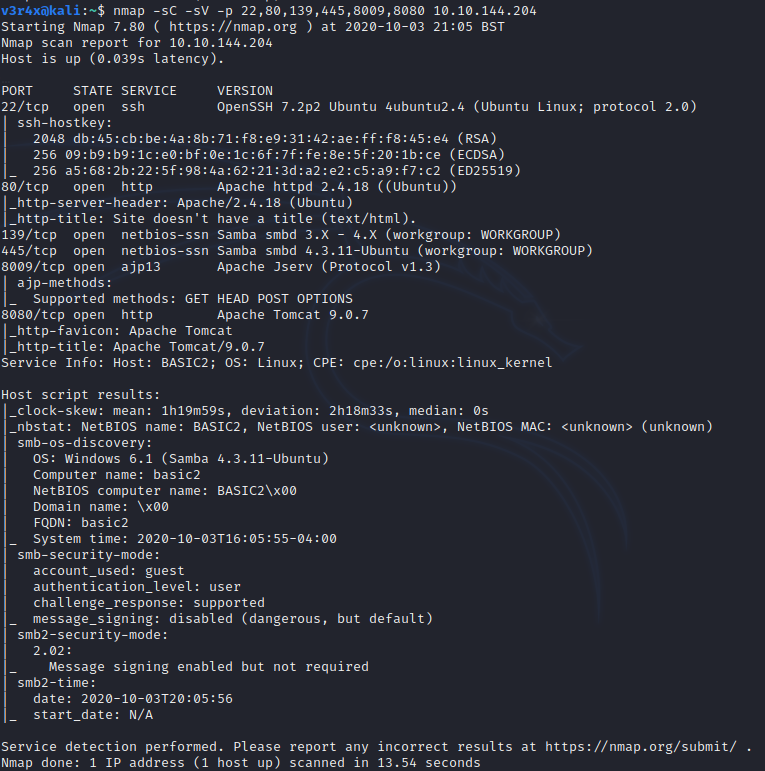 v3r4x@kali:~$ nmap -sC -sV -p 22,80,139,445,8009,8080 10.10.144.204
Starting Nmap 7.80 ( https://nmap.org ) at 2020-10-03 21:05 BST
Nmap scan report for 10.10.144.204
Host is up (0.039s latency).

PORT     STATE SERVICE     VERSION
22/tcp   open  ssh         OpenSSH 7.2p2 Ubuntu 4ubuntu2.4 (Ubuntu Linux; protocol 2.0)
| ssh-hostkey:
|   2048 db:45:cb:be:4a:8b:71:f8:e9:31:42:ae:ff:f8:45:e4 (RSA)
|   256 09:b9:b9:1c:e0:bf:0e:1c:6f:7f:fe:8e:5f:20:1b:ce (ECDSA)
|_  256 a5:68:2b:22:5f:98:4a:62:21:3d:a2:e2:c5:a9:f7:c2 (ED25519)
80/tcp   open  http        Apache httpd 2.4.18 ((Ubuntu))
|_http-server-header: Apache/2.4.18 (Ubuntu)
|_http-title: Site doesn't have a title (text/html).
139/tcp  open  netbios-ssn Samba smbd 3.X - 4.X (workgroup: WORKGROUP)
445/tcp  open  netbios-ssn Samba smbd 4.3.11-Ubuntu (workgroup: WORKGROUP)
8009/tcp open  ajp13       Apache Jserv (Protocol v1.3)
| ajp-methods:
|_  Supported methods: GET HEAD POST OPTIONS
8080/tcp open  http        Apache Tomcat 9.0.7
|_http-favicon: Apache Tomcat
|_http-title: Apache Tomcat/9.0.7
Service Info: Host: BASIC2; OS: Linux; CPE: cpe:/o:linux:linux_kernel

Host script results:
|_clock-skew: mean: 1h19m59s, deviation: 2h18m33s, median: 0s
|_nbstat: NetBIOS name: BASIC2, NetBIOS user: <unknown>, NetBIOS MAC: <unknown> (unknown)
| smb-os-discovery:
|   OS: Windows 6.1 (Samba 4.3.11-Ubuntu)
|   Computer name: basic2
|   NetBIOS computer name: BASIC2\x00
|   Domain name: \x00
|   FQDN: basic2
|_  System time: 2020-10-03T16:05:55-04:00
| smb-security-mode:
|   account_used: guest
|   authentication_level: user
|   challenge_response: supported
|_  message_signing: disabled (dangerous, but default)
| smb2-security-mode:
|   2.02:
|_    Message signing enabled but not required
| smb2-time:
|   date: 2020-10-03T20:05:56
|_  start_date: N/A

Service detection performed. Please report any incorrect results at https://nmap.org/submit/ .
Nmap done: 1 IP address (1 host up) scanned in 13.54 seconds